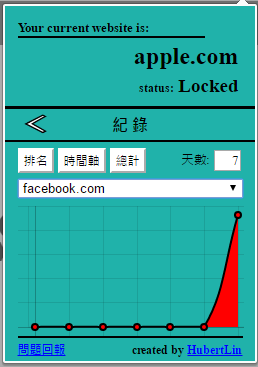 Your current website is:
apple.com
status: Locked
紀 錄
排名 時間軸 總計 天數: 7
facebook.com
問題回報 created by HubertLin